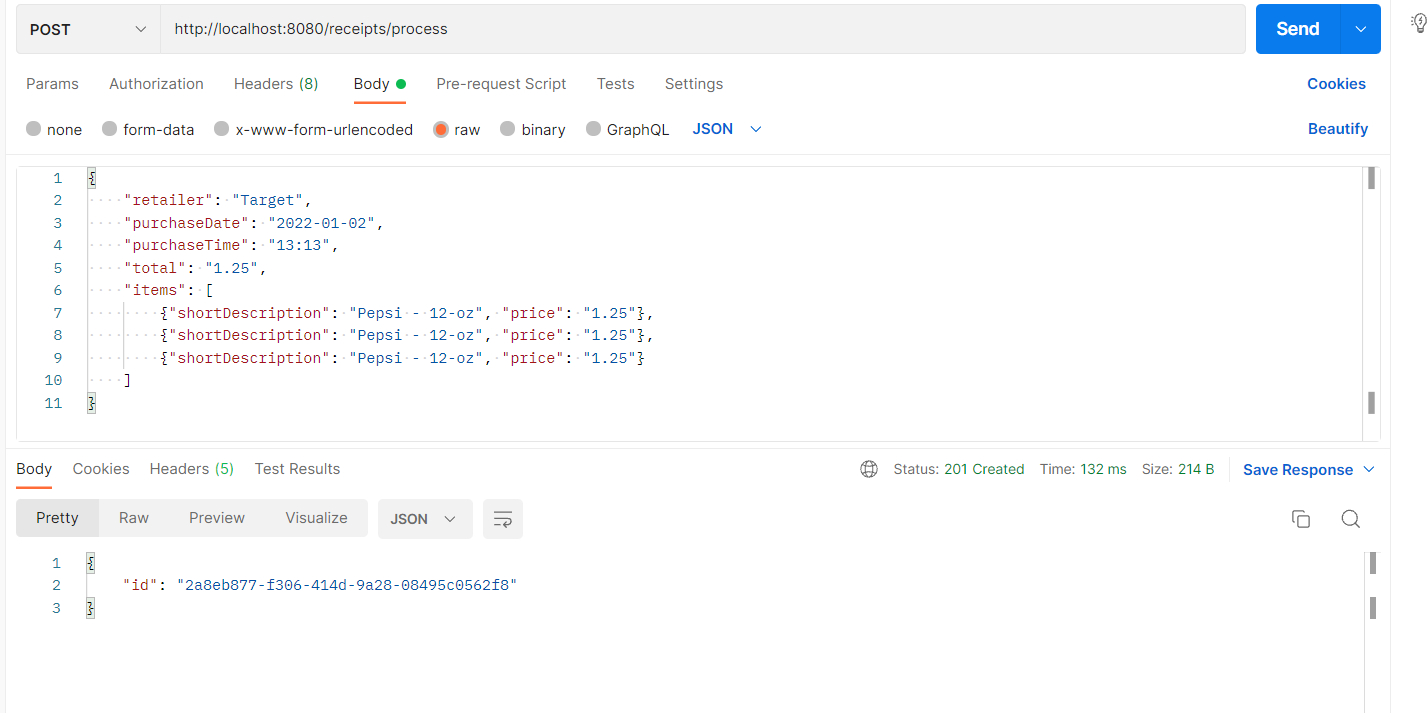 POST http://localhost:8080/receipts/process Send
Params Authorization Headers (8) Body Pre-request Script Tests Settings Cookies
none form-data x-www-form-urlencoded raw binary GraphQL JSON Beautify
1 {
2 "retailer": "Target",
3 "purchaseDate": "2022-01-02",
4 "purchaseTime": "13:13",
5 "total": "1.25",
6 "items": [
7 {"shortDescription": "Pepsi - 12-oz", "price": "1.25"},
8 {"shortDescription": "Pepsi - 12-oz", "price": "1.25"},
9 {"shortDescription": "Pepsi - 12-oz", "price": "1.25"}
10 ]
11 }
Body Cookies Headers (5) Test Results Status: 201 Created Time: 132 ms Size: 214 B Save Response
Pretty Raw Preview Visualize JSON
1 {
2 "id": "2a8eb877-f306-414d-9a28-08495c0562f8"
3 }